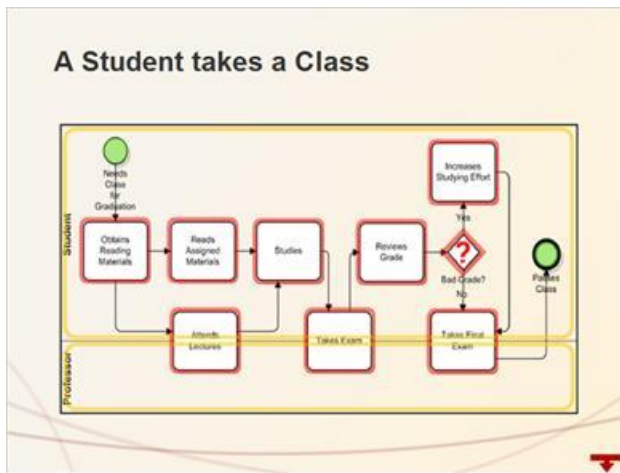 A Student takes a Class
Student
Needs
Class
for
Graduation
Obtains
Reading
Materials
Reads
Assigned
Materials
Studies
Reviews
Grade
Increases
Studying Effort
Yes
?
Bad Grade?
No
Passes
Class
Attends
Lectures
Takes Exam
Takes Final
Exam
Professor